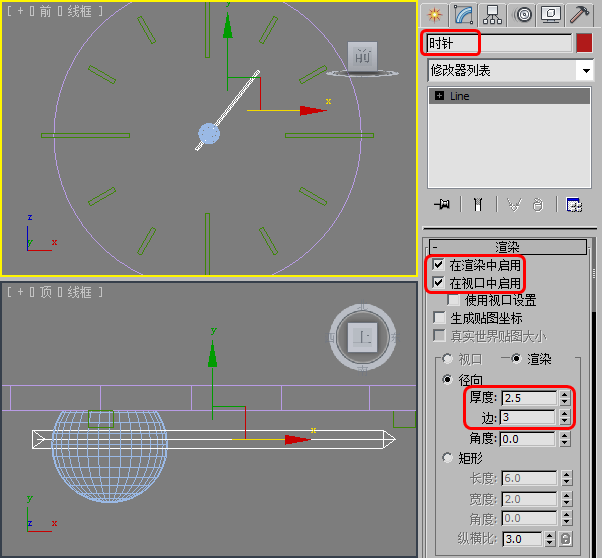 [ + ][ 前 ][ 线框 ]
y
前
x
z
y
x
[ + ][ 顶 ][ 线框 ]
上
y
x
y
z
x
时针
修改器列表
Line
渲染
在渲染中启用
在视口中启用
使用视口设置
生成贴图坐标
真实世界贴图大小
视口 渲染
径向
厚度: 2.5
边: 3
角度: 0.0
矩形
长度: 6.0
宽度: 2.0
角度: 0.0
纵横比: 3.0